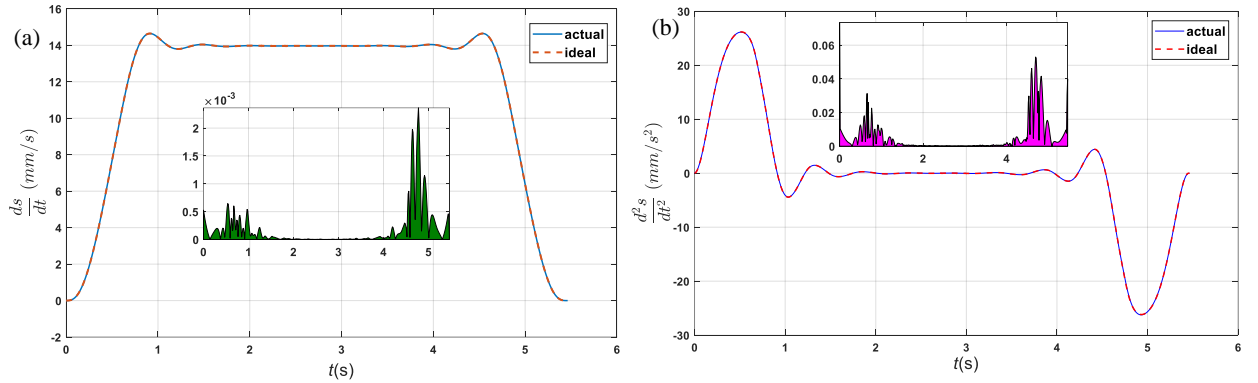 (a)
16
14
12
10
8
6
4
2
0
-2
0 1 2 3 4 5 6
t(s)
ds/dt (mm/s)
actual
ideal
× 10^-3
2
1.5
1
0.5
0
0 1 2 3 4 5
(b)
30
20
10
0
-10
-20
-30
0 1 2 3 4 5 6
t(s)
d²s/dt² (mm/s²)
actual
ideal
0.06
0.04
0.02
0
0 2 4